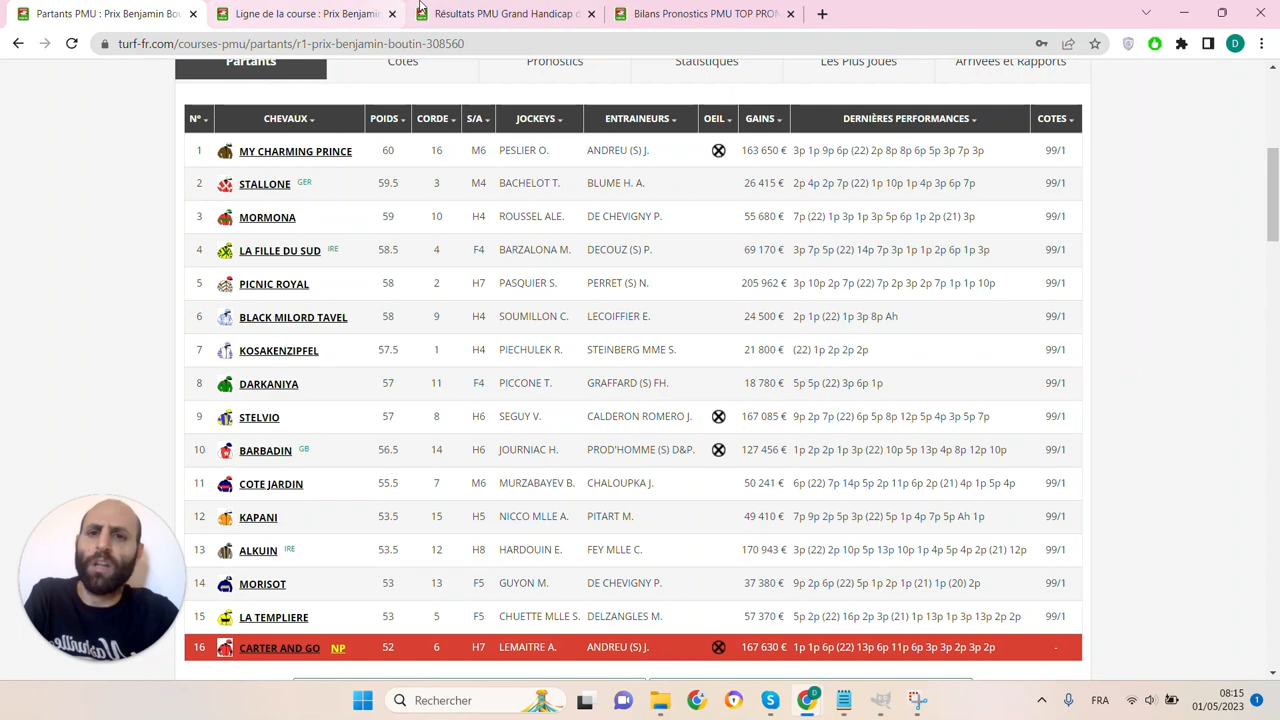 Partants PMU : Prix Benjamin Bou
Ligne de la course : Prix Benjamin
Résultats PMU Grand Handicap d
Bilans Pronostics PMU TOP PRON
turf-fr.com/courses-pmu/partants/r1-prix-benjamin-boutin-308560
D
Partants Cotes Pronostics Statistiques Les Plus Joués Arrivées et Rapports
N° CHEVAUX POIDS CORDE S/A JOCKEYS ENTRAINEURS OEIL GAINS DERNIÈRES PERFORMANCES COTES
1 MY CHARMING PRINCE 60 16 M6 PESLIER O. ANDREU (S) J. 163 650 € 3p 1p 9p 6p (22) 2p 8p 8p 6p 5p 3p 7p 3p 99/1
2 STALLONE GER 59.5 3 M4 BACHELOT T. BLUME H. A. 26 415 € 2p 4p 2p 7p (22) 1p 10p 1p 4p 3p 6p 7p 99/1
3 MORMONA 59 10 H4 ROUSSEL ALE. DE CHEVIGNY P. 55 680 € 7p (22) 1p 3p 1p 3p 5p 6p 1p 2p (21) 3p 99/1
4 LA FILLE DU SUD IRE 58.5 4 F4 BARZALONA M. DECOUZ (S) P. 69 170 € 3p 7p 5p (22) 14p 7p 3p 1p 1p 2p 6p 1p 3p 99/1
5 PICNIC ROYAL 58 2 H7 PASQUIER S. PERRET (S) N. 205 962 € 3p 10p 2p 7p (22) 7p 2p 3p 2p 7p 1p 1p 10p 99/1
6 BLACK MILORD TAVEL 58 9 H4 SOUMILLON C. LECOIFFIER E. 24 500 € 2p 1p (22) 1p 3p 8p Ah 99/1
7 KOSAKENZIPFEL 57.5 1 H4 PIECHULEK R. STEINBERG MME S. 21 800 € (22) 1p 2p 2p 2p 99/1
8 DARKANIYA 57 11 F4 PICCONE T. GRAFFARD (S) FH. 18 780 € 5p 5p (22) 3p 6p 1p 99/1
9 STELVIO 57 8 H6 SEGUY V. CALDERON ROMERO J. 167 085 € 9p 2p 7p (22) 6p 5p 8p 12p 5p 4p 3p 5p 7p 99/1
10 BARBADIN GB 56.5 14 H6 JOURNIAC H. PROD'HOMME (S) D&P. 127 456 € 1p 2p 2p 1p 3p (22) 10p 5p 13p 4p 8p 12p 10p 99/1
11 COTE JARDIN 55.5 7 M6 MURZABAYEV B. CHALOUPKA J. 50 241 € 6p (22) 7p 14p 5p 2p 11p 6p 2p (21) 4p 1p 5p 4p 99/1
12 KAPANI 53.5 15 H5 NICCO MLLE A. PITART M. 49 410 € 7p 9p 2p 5p 3p (22) 5p 1p 4p 7p 5p Ah 1p 99/1
13 ALKUIN IRE 53.5 12 H8 HARDOUIN E. FEY MLLE C. 170 943 € 3p (22) 2p 10p 5p 13p 10p 1p 4p 5p 4p 2p (21) 12p 99/1
14 MORISOT 53 13 F5 GUYON M. DE CHEVIGNY P. 37 380 € 9p 2p 6p (22) 5p 1p 2p 1p (21) 1p (20) 2p 99/1
15 LA TEMPLIERE 53 5 F5 CHUETTE MLLE S. DELZANGLES M. 57 370 € 5p 2p (22) 16p 2p 3p (21) 1p 13p 1p 3p 13p 2p 2p 99/1
16 CARTER AND GO NP 52 6 H7 LEMAITRE A. ANDREU (S) J. 167 630 € 1p 1p 6p (22) 13p 6p 11p 6p 3p 3p 2p 3p 2p -
Nashville
Rechercher
D
FRA
08:15
01/05/2023
1